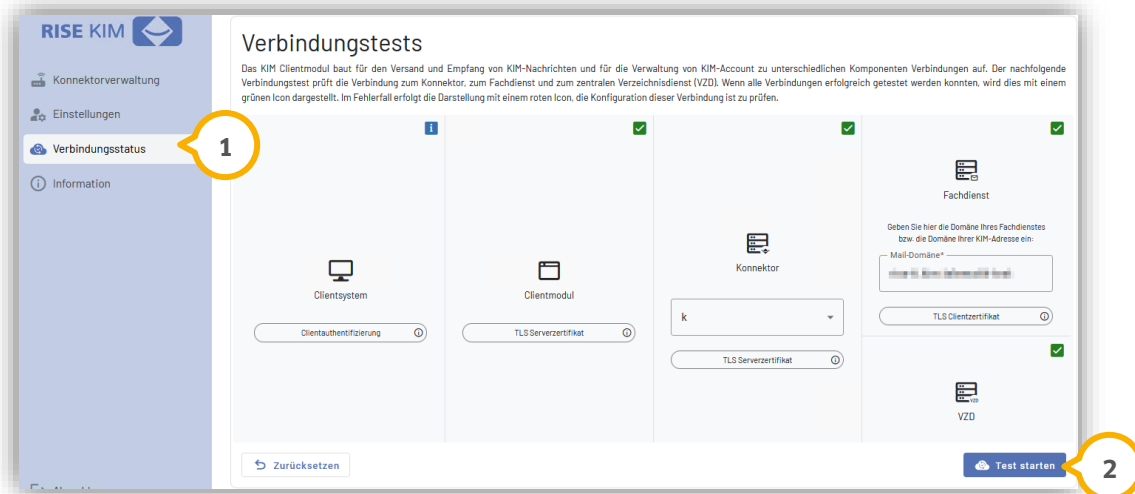 RISE KIM
Konnektorverwaltung
Einstellungen
Verbindungsstatus
Information
1
Verbindungstests
Das KIM Clientmodul baut für den Versand und Empfang von KIM-Nachrichten und für die Verwaltung von KIM-Account zu unterschiedlichen Komponenten Verbindungen auf. Der nachfolgende
Verbindungstest prüft die Verbindung zum Konnektor, zum Fachdienst und zum zentralen Verzeichnisdienst (VZD). Wenn alle Verbindungen erfolgreich getestet werden konnten, wird dies mit einem
grünen Icon dargestellt. Im Fehlerfall erfolgt die Darstellung mit einem roten Icon, die Konfiguration dieser Verbindung ist zu prüfen.
Clientsystem
Clientauthentifizierung
Clientmodul
TLS Serverzertifikat
Konnektor
k
TLS Serverzertifikat
Fachdienst
Geben Sie hier die Domäne Ihres Fachdienstes
bzw. die Domäne Ihrer KIM-Adresse ein:
Mail-Domäne*
TLS Clientzertifikat
VZD
Zurücksetzen
Test starten
2